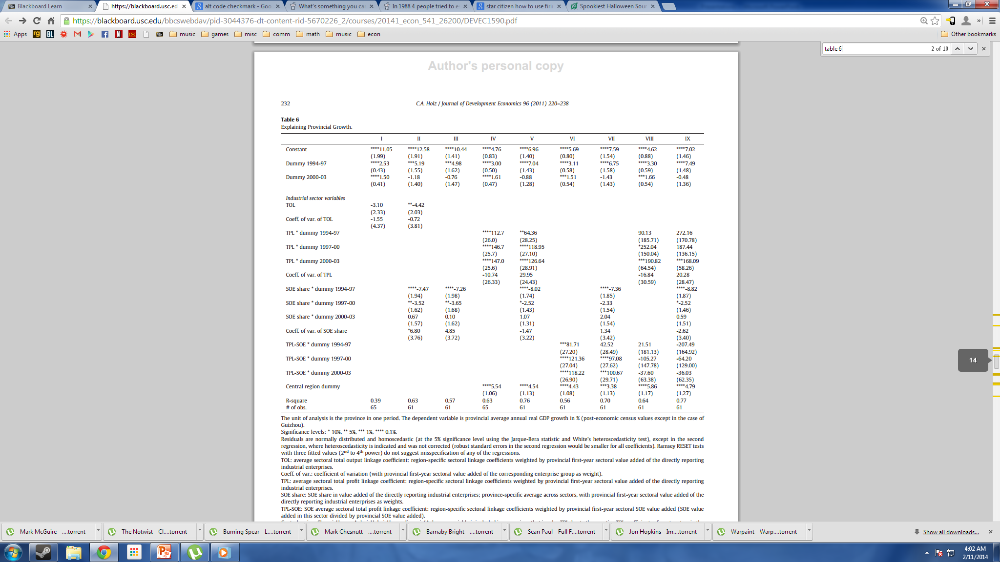 Blackboard Learn
https://blackboard.usc.ed
alt code checkmark - Goo
What's something you ca
In 1988 4 people tried to e
star citizen how to use firi
Spookiest Halloween Sour
https://blackboard.usc.edu/bbcswebdav/pid-3044376-dt-content-rid-5670226_2/courses/20141_econ_541_26200/DEVEC1590.pdf
Apps rg BL N USC Bb music games misc comm math music econ Other bookmarks
table 6 2 of 10
Author's personal copy
232 C.A. Holz / Journal of Development Economics 96 (2011) 220–238
Table 6
Explaining Provincial Growth.
I II III IV V VI VII VIII IX
Constant ****11.05 ****12.58 ****10.44 ****4.76 ****6.96 ****5.69 ****7.59 ****4.62 ****7.02
(1.99) (1.91) (1.41) (0.83) (1.40) (0.80) (1.54) (0.88) (1.46)
Dummy 1994-97 ****2.53 ***5.19 ***4.98 ****3.00 ****7.04 ****3.11 ****6.75 ****3.30 ****7.49
(0.43) (1.55) (1.62) (0.50) (1.43) (0.58) (1.58) (0.59) (1.48)
Dummy 2000-03 ****1.50 -1.18 -0.76 ****1.61 -0.88 ***1.51 -1.43 ***1.66 -0.48
(0.41) (1.40) (1.47) (0.47) (1.28) (0.54) (1.43) (0.54) (1.36)
Industrial sector variables
TOL -3.10 **-4.42
(2.33) (2.03)
Coeff. of var. of TOL -1.55 -0.72
(4.37) (3.81)
TPL * dummy 1994-97 ****112.7 **64.36 90.13 272.16
(26.0) (28.25) (185.71) (170.78)
TPL * dummy 1997-00 ****146.7 ****118.95 *252.04 187.44
(25.7) (27.10) (150.04) (136.15)
TPL * dummy 2000-03 ****147.0 ****126.64 ***190.82 ***168.09
(25.6) (28.91) (64.54) (58.26)
Coeff. of var. of TPL -10.74 29.95 -16.84 20.28
(26.33) (24.43) (30.59) (28.47)
SOE share * dummy 1994-97 ****-7.47 ****-7.26 ****-8.02 ****-7.36 ****-8.82
(1.94) (1.98) (1.74) (1.85) (1.87)
SOE share * dummy 1997-00 **-3.52 **-3.65 *-2.52 -2.33 *-2.52
(1.62) (1.68) (1.43) (1.54) (1.46)
SOE share * dummy 2000-03 0.67 0.10 1.07 2.04 0.59
(1.57) (1.62) (1.31) (1.54) (1.51)
Coeff. of var. of SOE share *6.80 4.85 -1.47 1.34 -2.62
(3.76) (3.72) (3.22) (3.42) (3.40)
TPL-SOE * dummy 1994-97 ***81.71 42.52 21.51 -207.49
(27.20) (28.49) (181.13) (164.92)
TPL-SOE * dummy 1997-00 ****121.36 ****97.08 -105.27 -64.20
(27.04) (27.62) (147.78) (129.00)
TPL-SOE * dummy 2000-03 ****118.22 ***100.67 -37.60 -36.03
(26.90) (29.71) (63.38) (62.35)
Central region dummy ****5.54 ****4.54 ****4.43 ***3.38 ****5.86 ****4.79
(1.06) (1.13) (1.08) (1.13) (1.17) (1.27)
R-square 0.39 0.63 0.57 0.63 0.76 0.56 0.70 0.64 0.77
# of obs. 65 61 61 65 61 61 61 61 61
The unit of analysis is the province in one period. The dependent variable is provincial average annual real GDP growth in % (post-economic census values except in the case of
Guizhou).
Significance levels: * 10%, ** 5%, *** 1%, **** 0.1%.
Residuals are normally distributed and homoscedastic (at the 5% significance level using the Jarque-Bera statistic and White's heteroscedasticity test), except in the second
regression, where heteroscedasticity is indicated and was not corrected (robust standard errors in the second regression would be smaller for all coefficients). Ramsey RESET tests
with three fitted values (2nd to 4th power) do not suggest misspecification of any of the regressions.
TOL: average sectoral total output linkage coefficient: region-specific sectoral linkage coefficients weighted by provincial first-year sectoral value added of the directly reporting
industrial enterprises.
Coeff. of var.: coefficient of variation (with provincial first-year sectoral value added of the corresponding enterprise group as weight).
TPL: average sectoral total profit linkage coefficient: region-specific sectoral linkage coefficients weighted by provincial first-year sectoral value added of the directly reporting
industrial enterprises.
SOE share: SOE share in value added of the directly reporting industrial enterprises; province-specific average across sectors, with provincial first-year sectoral value added of the
directly reporting industrial enterprises as weights.
TPL-SOE: SOE average sectoral total profit linkage coefficient: region-specific sectoral linkage coefficients weighted by provincial first-year sectoral SOE value added (SOE value
added in this sector divided by provincial SOE value added).
14
Mark McGuire - ....torrent
The Notwist - Cl....torrent
Burning Spear - L....torrent
Mark Chesnutt - ....torrent
Barnaby Bright - ....torrent
Sean Paul - Full F....torrent
Jon Hopkins - Im....torrent
Warpaint - Warp....torrent
Show all downloads...
4:02 AM
2/11/2014